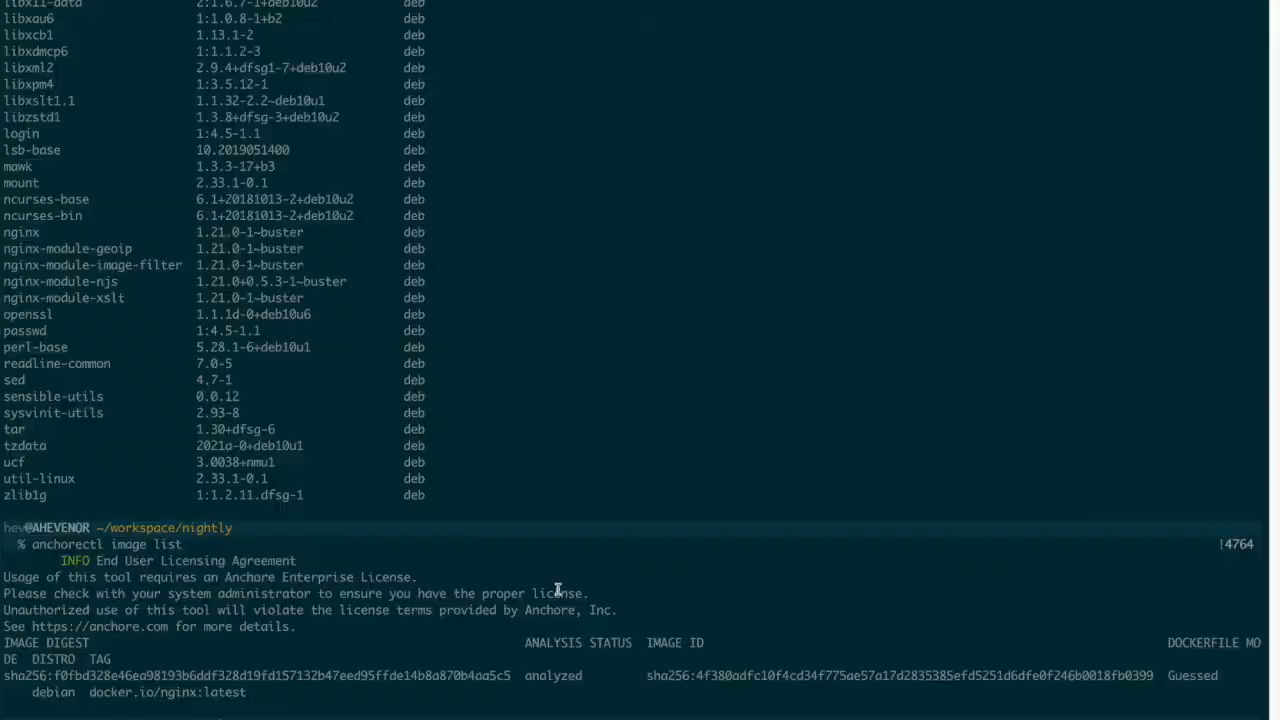 libx11-data 2:1.6.7-1+deb10u2 deb
libxau6 1:1.0.8-1+b2 deb
libxcb1 1.13.1-2 deb
libxdmcp6 1:1.1.2-3 deb
libxml2 2.9.4+dfsg1-7+deb10u2 deb
libxpm4 1:3.5.12-1 deb
libxslt1.1 1.1.32-2.2~deb10u1 deb
libzstd1 1.3.8+dfsg-3+deb10u2 deb
login 1:4.5-1.1 deb
lsb-base 10.2019051400 deb
mawk 1.3.3-17+b3 deb
mount 2.33.1-0.1 deb
ncurses-base 6.1+20181013-2+deb10u2 deb
ncurses-bin 6.1+20181013-2+deb10u2 deb
nginx 1.21.0-1~buster deb
nginx-module-geoip 1.21.0-1~buster deb
nginx-module-image-filter 1.21.0-1~buster deb
nginx-module-njs 1.21.0+0.5.3-1~buster deb
nginx-module-xslt 1.21.0-1~buster deb
openssl 1.1.1d-0+deb10u6 deb
passwd 1:4.5-1.1 deb
perl-base 5.28.1-6+deb10u1 deb
readline-common 7.0-5 deb
sed 4.7-1 deb
sensible-utils 0.0.12 deb
sysvinit-utils 2.93-8 deb
tar 1.30+dfsg-6 deb
tzdata 2021a-0+deb10u1 deb
ucf 3.0038+nmu1 deb
util-linux 2.33.1-0.1 deb
zlib1g 1:1.2.11.dfsg-1 deb
hev@AHEVENOR ~/workspace/nightly
% anchorectl image list !4764
INFO End User Licensing Agreement
Usage of this tool requires an Anchore Enterprise License.
Please check with your system administrator to ensure you have the proper license.
Unauthorized use of this tool will violate the license terms provided by Anchore, Inc.
See https://anchore.com for more details.
IMAGE DIGEST ANALYSIS STATUS IMAGE ID DOCKERFILE MO
DE DISTRO TAG
sha256:f0fbd328e46ea98193b6ddf328d19fd157132b47eed95ffde14b8a870b4aa5c5 analyzed sha256:4f380adfc10f4cd34f775ae57a17d2835385efd5251d6dfe0f246b0018fb0399 Guessed
debian docker.io/nginx:latest